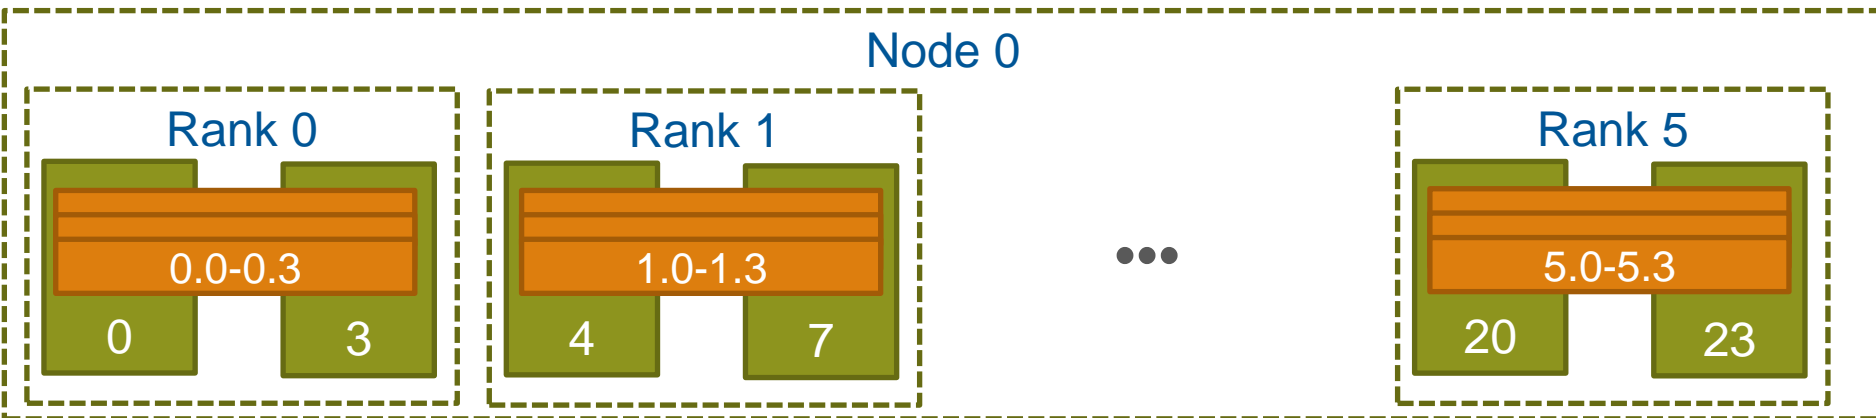 Node 0
Rank 0
0.0-0.3
0
3
Rank 1
1.0-1.3
4
7
•••
Rank 5
5.0-5.3
20
23